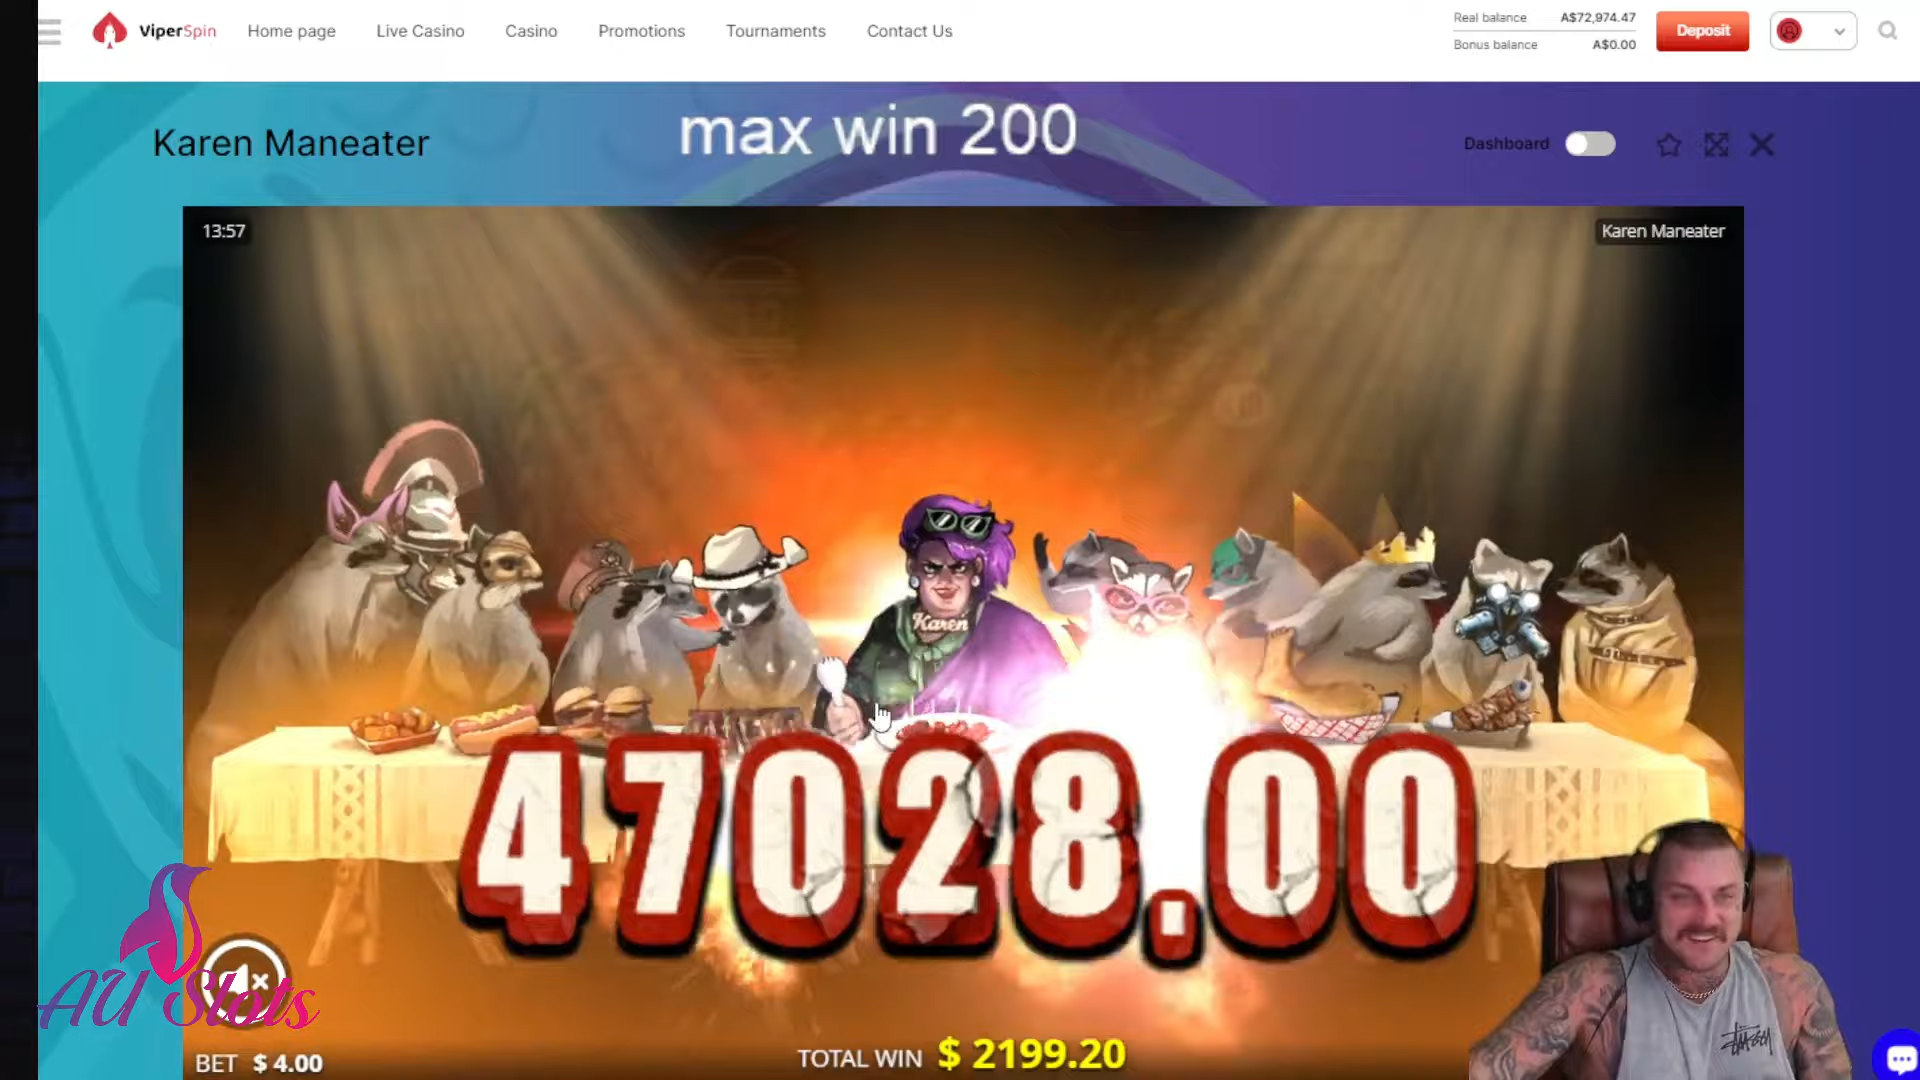 ViperSpin
Home page
Live Casino
Casino
Promotions
Tournaments
Contact Us
Real balance A$72,974.47
Bonus balance A$0.00
Deposit
Karen Maneater
max win 200
Dashboard
13:57
Karen Maneater
Karen
47028.00
AU Slots
BET $ 4.00
TOTAL WIN $ 2199.20